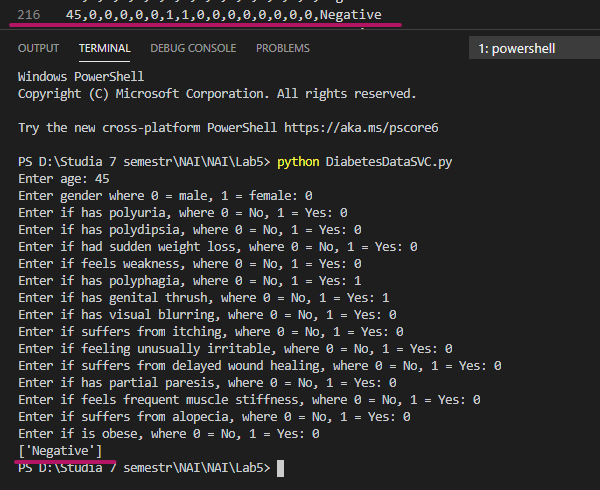 216 45,0,0,0,0,0,1,1,0,0,0,0,0,0,0,0,Negative
OUTPUT TERMINAL DEBUG CONSOLE PROBLEMS 1: powershell
Windows PowerShell
Copyright (C) Microsoft Corporation. All rights reserved.
Try the new cross-platform PowerShell https://aka.ms/pscore6
PS D:\Studia 7 semestr\NAI\NAI\Lab5> python DiabetesDataSVC.py
Enter age: 45
Enter gender where 0 = male, 1 = female: 0
Enter if has polyuria, where 0 = No, 1 = Yes: 0
Enter if has polydipsia, where 0 = No, 1 = Yes: 0
Enter if had sudden weight loss, where 0 = No, 1 = Yes: 0
Enter if feels weakness, where 0 = No, 1 = Yes: 0
Enter if has polyphagia, where 0 = No, 1 = Yes: 1
Enter if has genital thrush, where 0 = No, 1 = Yes: 1
Enter if has visual blurring, where 0 = No, 1 = Yes: 0
Enter if suffers from itching, where 0 = No, 1 = Yes: 0
Enter if feeling unusually irritable, where 0 = No, 1 = Yes: 0
Enter if suffers from delayed wound healing, where 0 = No, 1 = Yes: 0
Enter if has partial paresis, where 0 = No, 1 = Yes: 0
Enter if feels frequent muscle stiffness, where 0 = No, 1 = Yes: 0
Enter if suffers from alopecia, where 0 = No, 1 = Yes: 0
Enter if is obese, where 0 = No, 1 = Yes: 0
['Negative']
PS D:\Studia 7 semestr\NAI\NAI\Lab5>